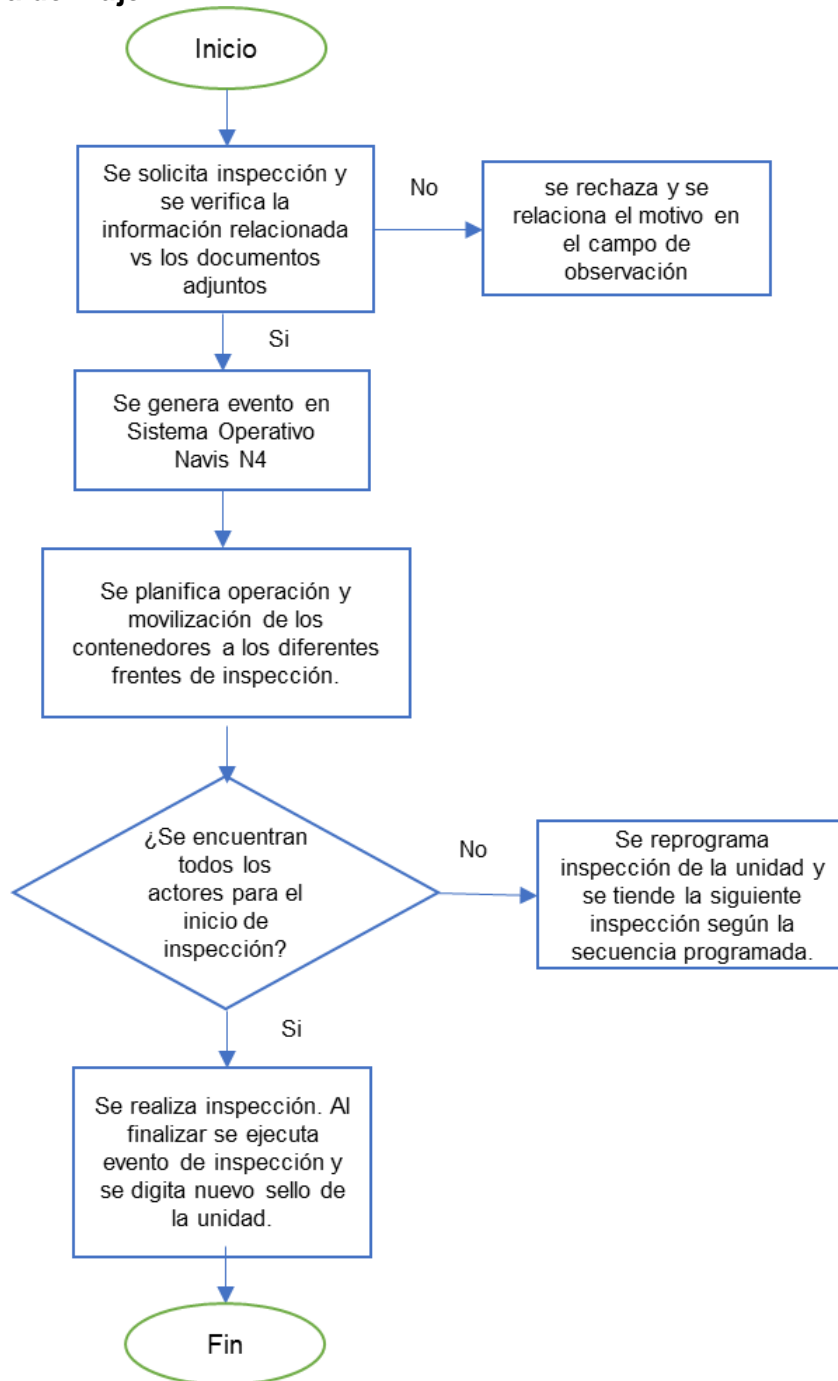 Inicio
Se solicita inspección y
se verifica la
información relacionada
vs los documentos
adjuntos
No
se rechaza y se
relaciona el motivo en
el campo de
observación
Si
Se genera evento en
Sistema Operativo
Navis N4
Se planifica operación y
movilización de los
contenedores a los diferentes
frentes de inspección.
¿Se encuentran
todos los
actores para el
inicio de
inspección?
No
Se reprograma
inspección de la unidad y
se tiende la siguiente
inspección según la
secuencia programada.
Si
Se realiza inspección. Al
finalizar se ejecuta
evento de inspección y
se digita nuevo sello de
la unidad.
Fin